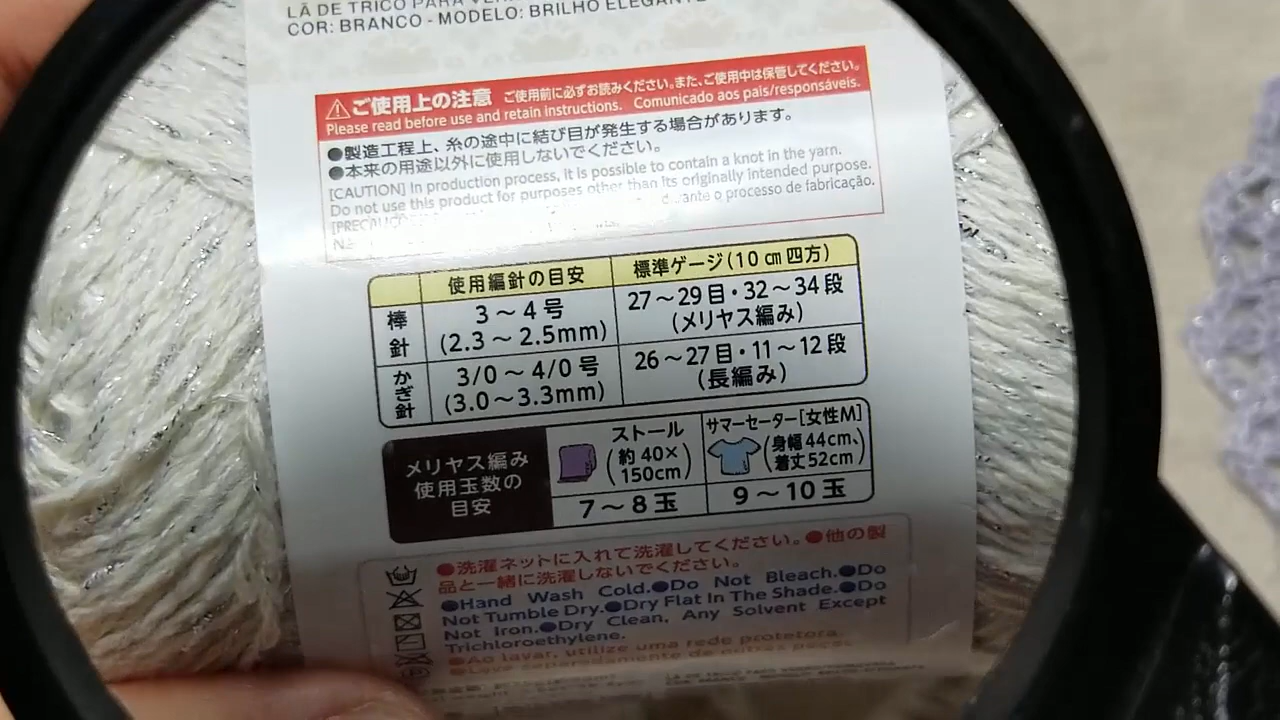 LÃ DE TRICÔ PARA
COR: BRANCO - MODELO: BRILHO ELEGANTE
⚠ご使用上の注意 ご使用前に必ずお読みください。また、ご使用中は保管してください。
Please read before use and retain instructions. Comunicado aos pais/responsáveis.
●製造工程上、糸の途中に結び目が発生する場合があります。
●本来の用途以外に使用しないでください。
[CAUTION] In production process, it is possible to contain a knot in the yarn.
Do not use this product for purposes other than its originally intended purpose.
durante o processo de fabricação.
使用編針の目安 標準ゲージ(10㎝四方)
棒針 3～4号 27～29目・32～34段
(2.3～2.5mm) (メリヤス編み)
かぎ針 3/0～4/0号 26～27目・11～12段
(3.0～3.3mm) (長編み)
メリヤス編み使用玉数の目安
ストール サマーセーター[女性M]
(約40×150cm) (身幅44cm、着丈52cm)
7～8玉 9～10玉
●洗濯ネットに入れて洗濯してください。●他の製
品と一緒に洗濯しないでください。
●Hand Wash Cold.●Do Not Bleach.●Do
Not Tumble Dry.●Dry Flat In The Shade.●Do
Not Iron.●Dry Clean, Any Solvent Except
Trichloroethylene.
●Ao lavar, utilize uma rede protetora.
●Lave separadamente de outras peças.